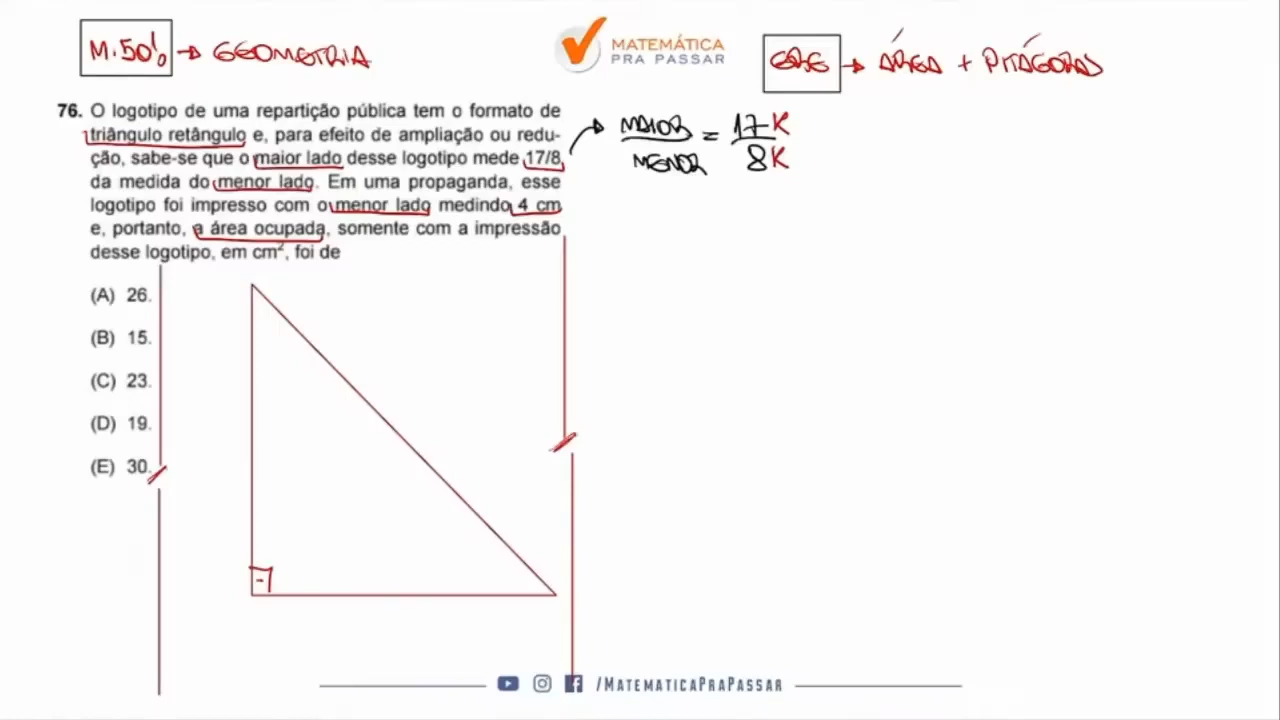 M.50% → GEOMETRIA
MATEMÁTICA
PRA PASSAR
BASE → ÁREA + PITÁGORAS
76. O logotipo de uma repartição pública tem o formato de
triângulo retângulo e, para efeito de ampliação ou redu-
ção, sabe-se que o maior lado desse logotipo mede 17/8
da medida do menor lado. Em uma propaganda, esse
logotipo foi impresso com o menor lado medindo 4 cm
e, portanto, a área ocupada, somente com a impressão
desse logotipo, em cm², foi de
MAIOR = 17K
MENOR 8K
(A) 26.
(B) 15.
(C) 23.
(D) 19.
(E) 30.
/MATEMATICAPRAPASSAR